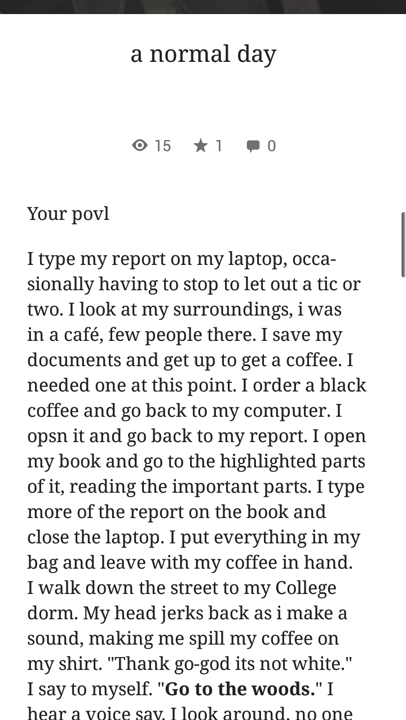 a normal day
15 1 0
Your povl
I type my report on my laptop, occa-
sionally having to stop to let out a tic or
two. I look at my surroundings, i was
in a café, few people there. I save my
documents and get up to get a coffee. I
needed one at this point. I order a black
coffee and go back to my computer. I
opsn it and go back to my report. I open
my book and go to the highlighted parts
of it, reading the important parts. I type
more of the report on the book and
close the laptop. I put everything in my
bag and leave with my coffee in hand.
I walk down the street to my College
dorm. My head jerks back as i make a
sound, making me spill my coffee on
my shirt. "Thank go-god its not white."
I say to myself. "Go to the woods." I
hear a voice say. I look around, no one